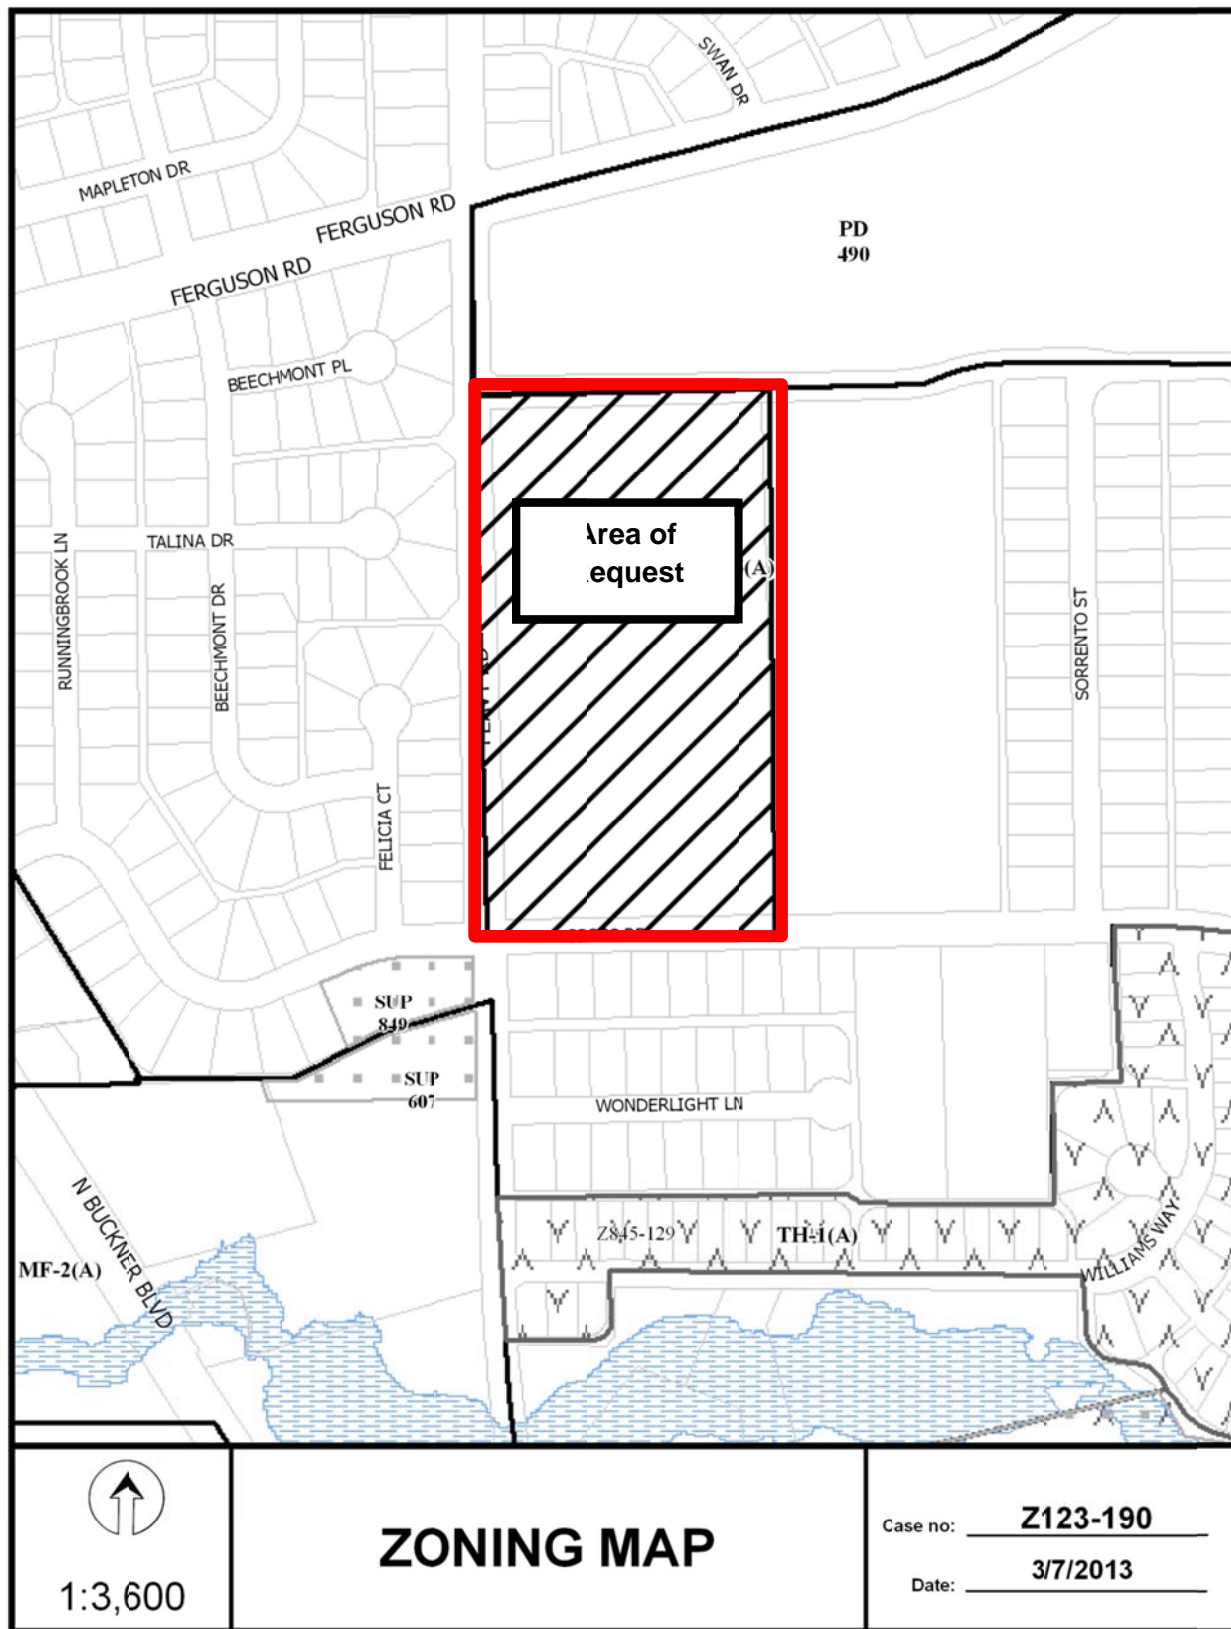 SWAN DR
MAPLETON DR
FERGUSON RD
FERGUSON RD
PD
490
BEECHMONT PL
TALINA DR
RUNNINGBROOK LN
BEECHMONT DR
FELICIA CT
SORRENTO ST
Area of
equest
(A)
SUP
849
SUP
607
WONDERLIGHT LN
N BUCKNER BLVD
MF-2(A)
Z845-129
TH-1(A)
WILLIAMS WAY
1:3,600
ZONING MAP
Case no: Z123-190
Date: 3/7/2013